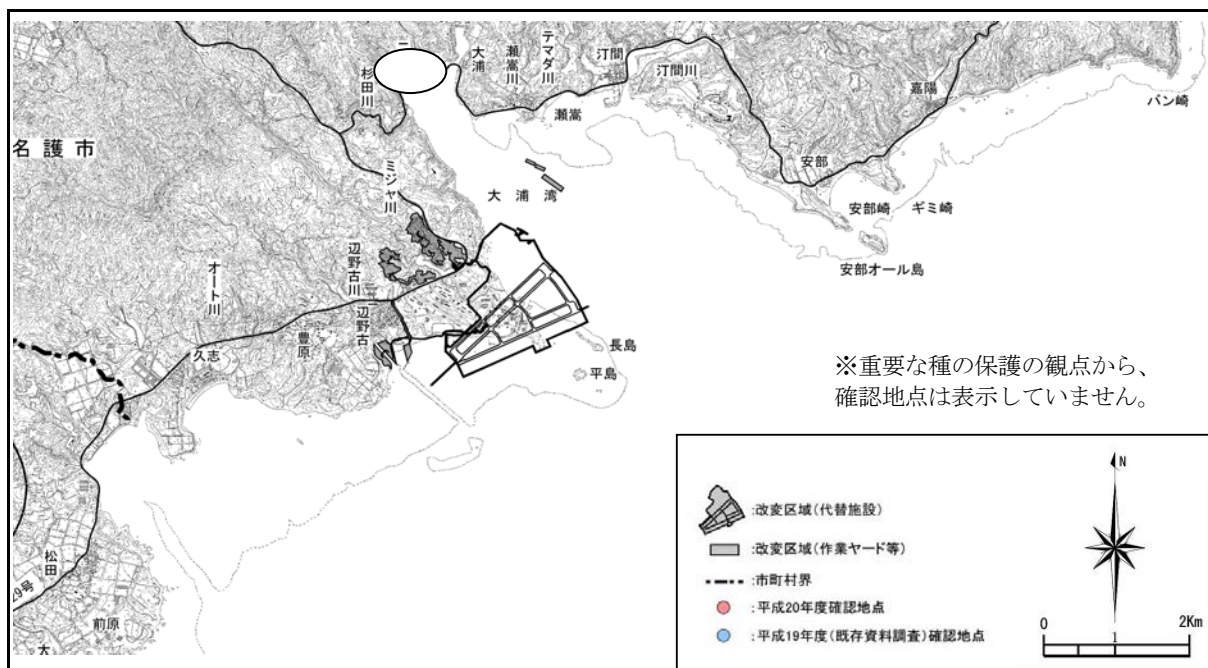 二
大浦
瀬嵩川
テマダ川
汀間
汀間川
杉田川
瀬嵩
嘉陽
バン崎
名護市
ミジャ川
大浦湾
安部
安部崎
ギミ崎
安部オール島
辺野古川
オート川
辺野古
豊原
久志
長島
平島
※重要な種の保護の観点から、
確認地点は表示していません。
松田
29号
前原
大
N
:改変区域(代替施設)
:改変区域(作業ヤード等)
:市町村界
:平成20年度確認地点
:平成19年度(既存資料調査)確認地点
0 1 2Km